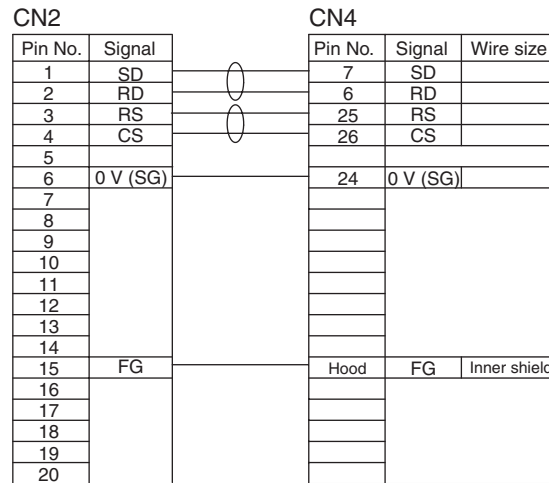 CN2 CN4
Pin No. Signal Pin No. Signal Wire size
1 SD 7 SD
2 RD 6 RD
3 RS 25 RS
4 CS 26 CS
5
6 0 V (SG) 24 0 V (SG)
7
8
9
10
11
12
13
14
15 FG Hood FG Inner shield
16
17
18
19
20